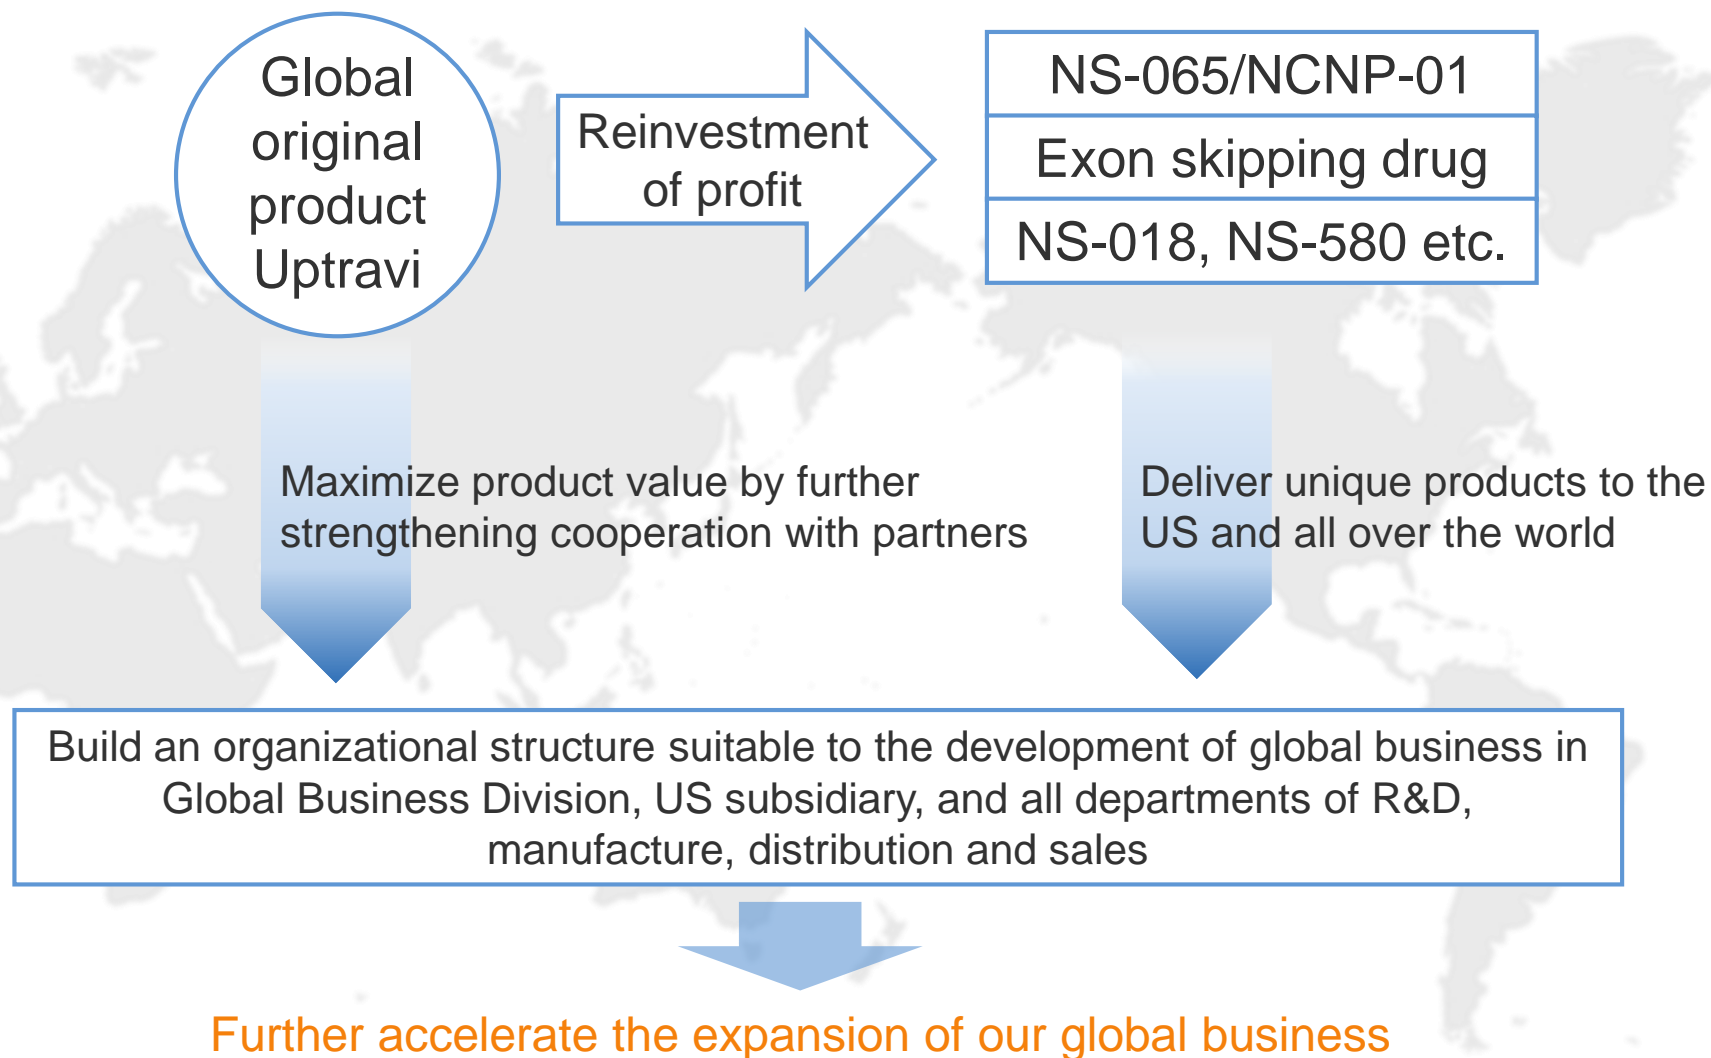 Global
original
product
Uptravi
Reinvestment
of profit
NS-065/NCNP-01
Exon skipping drug
NS-018, NS-580 etc.
Maximize product value by further
strengthening cooperation with partners
Deliver unique products to the
US and all over the world
Build an organizational structure suitable to the development of global business in
Global Business Division, US subsidiary, and all departments of R&D,
manufacture, distribution and sales
Further accelerate the expansion of our global business